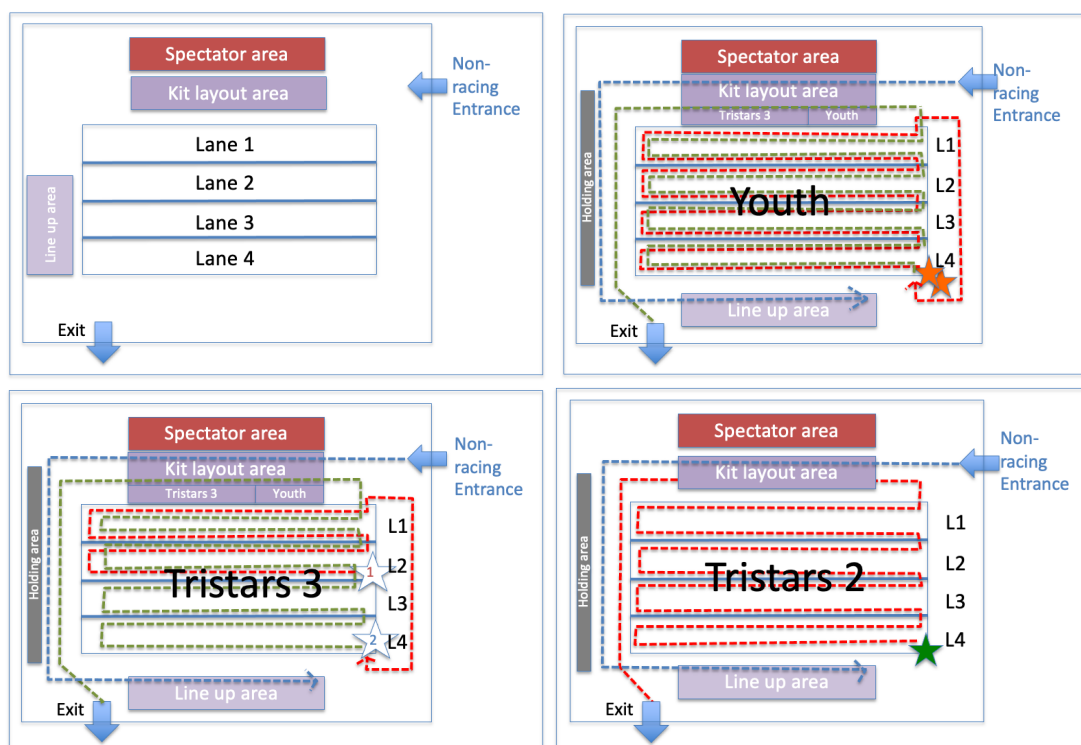 Spectator area
Kit layout area
Non-
racing
Entrance
Lane 1
Lane 2
Lane 3
Lane 4
Line up area
Exit
Spectator area
Kit layout area
Tristars 3
Youth
Non-
racing
Entrance
Holding area
L1
L2
Youth
L3
L4
Line up area
Exit
Spectator area
Kit layout area
Tristars 3
Youth
Non-
racing
Entrance
Holding area
L1
L2
1
Tristars 3
L3
2
L4
Line up area
Exit
Spectator area
Kit layout area
Non-
racing
Entrance
Holding area
L1
L2
Tristars 2
L3
L4
Line up area
Exit